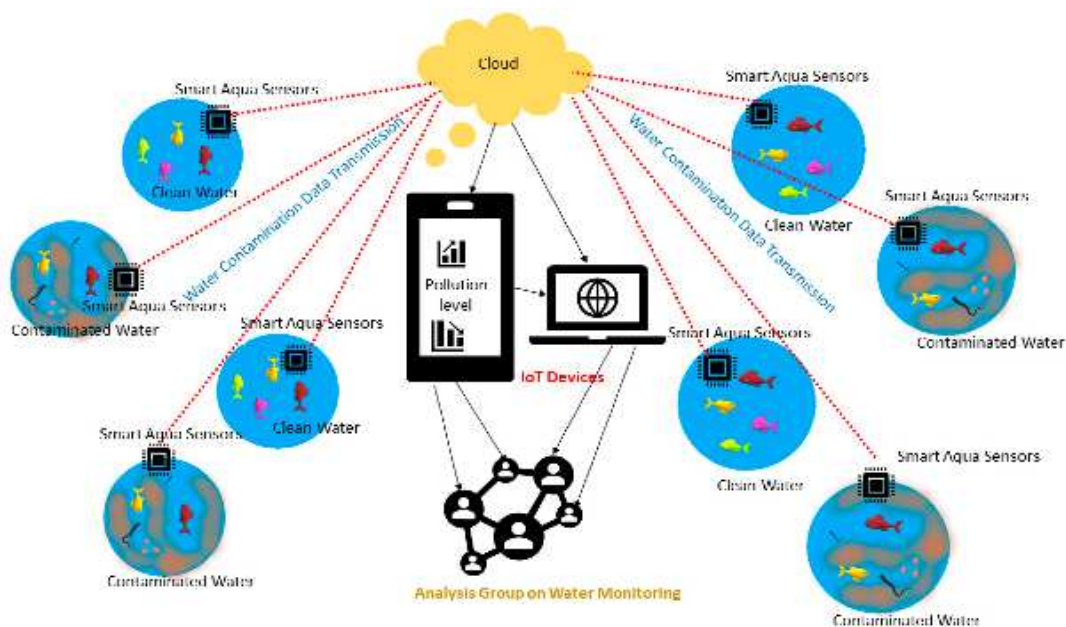 Cloud
Smart Aqua Sensors
Clean Water
Smart Aqua Sensors
Contaminated Water
Water Contamination Data Transmission
Smart Aqua Sensors
Clean Water
Smart Aqua Sensors
Contaminated Water
Pollution
level
IoT Devices
Analysis Group on Water Monitoring
Smart Aqua Sensors
Clean Water
Water Contamination Data Transmission
Smart Aqua Sensors
Contaminated Water
Smart Aqua Sensors
Clean Water
Smart Aqua Sensors
Contaminated Water